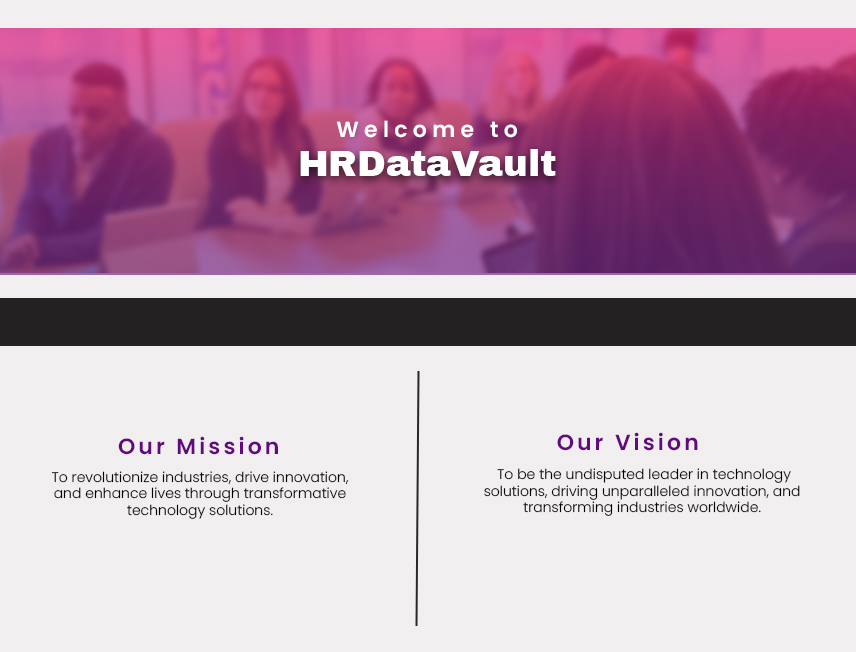 Welcome to
HRDataVault
Our Mission
To revolutionize industries, drive innovation,
and enhance lives through transformative
technology solutions.
Our Vision
To be the undisputed leader in technology
solutions, driving unparalleled innovation, and
transforming industries worldwide.